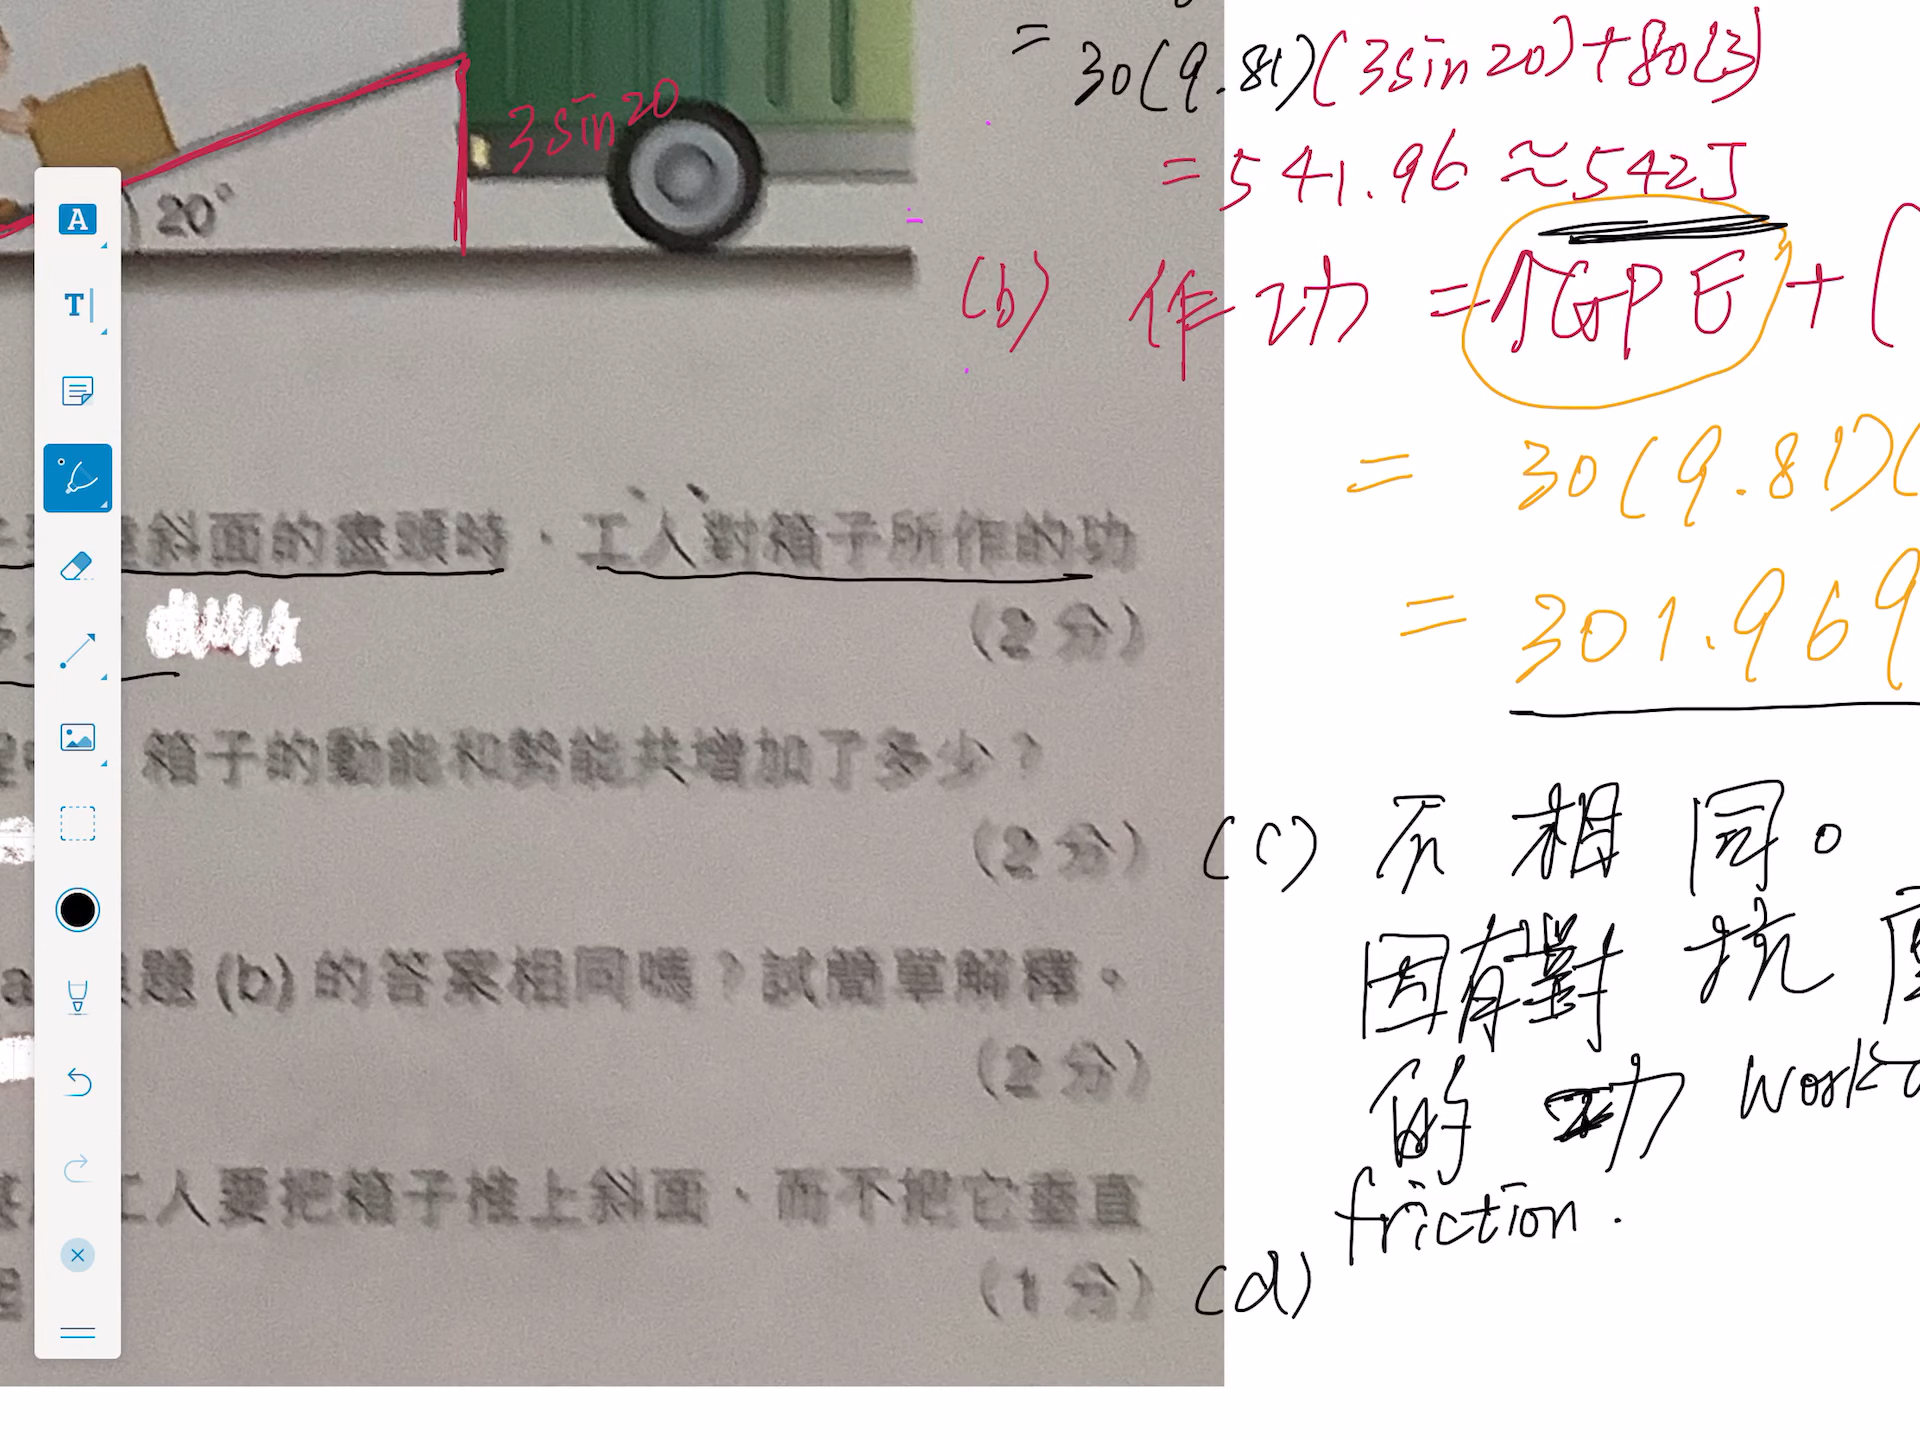 = 30(9.81)(3sin20)+80(3)
3sin20
= 541.96 ≈ 542J
20°
(b) 作功 = ↑GPE + (
= 30(9.81)(
= 301.969
斜面的盡頭時，工人對箱子所作的功
(2 分)
箱子的動能和勢能共增加了多少？
(2 分)
(c) 不相同。
因有對抗
題 (b) 的答案相同嗎？試簡單解釋。
(2 分)
的功 work
工人要把箱子推上斜面，而不把它垂直
friction.
(1 分)
(d)
A
T